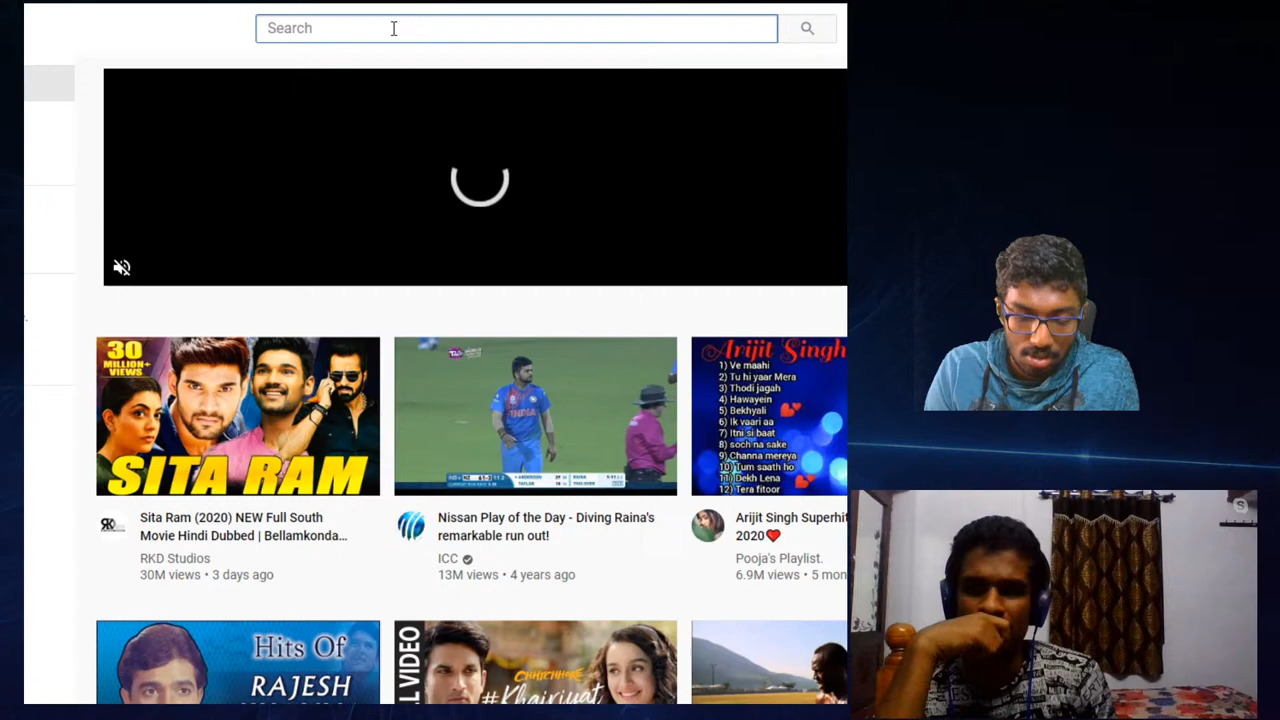 Search
30
MILLION+
VIEWS
SITA RAM
INDIA
Arijit Singh
1) Ve maahi
2) Tu hi yaar Mera
3) Thodi jagah
4) Hawayein
5) Bekhyali
6) Ik vaari aa
7) Itni si baat
8) soch na sake
9) Channa mereya
10) Tum saath ho
11) Dekh Lena
12) Tera fitoor
RKD
Sita Ram (2020) NEW Full South
Movie Hindi Dubbed | Bellamkonda...
RKD Studios
30M views • 3 days ago
Nissan Play of the Day - Diving Raina's
remarkable run out!
ICC
13M views • 4 years ago
Arijit Singh Superhit
2020❤️
Pooja's Playlist.
6.9M views • 5 mon
Hits Of
RAJESH
VIDEO
CHHICHHORE
#Khairiyat